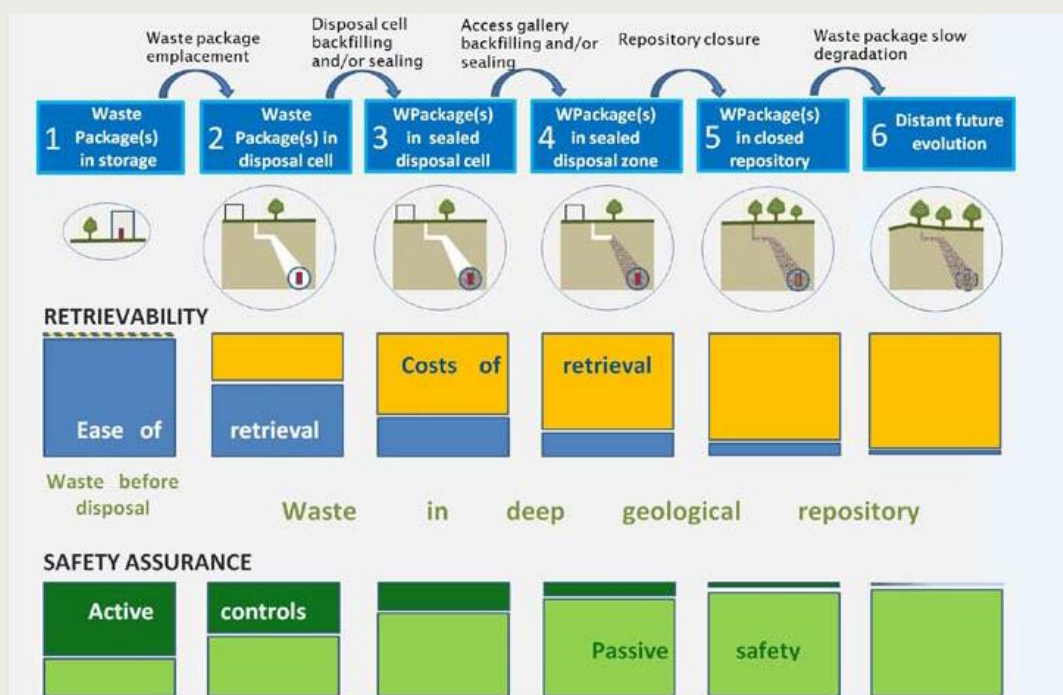 Waste package
emplacement
Disposal cell
backfilling
and/or sealing
Access gallery
backfilling and/or
sealing
Repository closure
Waste package slow
degradation
1 Waste
Package(s)
in storage
2 Waste
Package(s) in
disposal cell
3 WPackage(s)
in sealed
disposal cell
4 WPackage(s)
in sealed
disposal zone
5 WPackage(s)
in closed
repository
6 Distant future
evolution
RETRIEVABILITY
Costs of retrieval
Ease of retrieval
Waste before
disposal
Waste in deep geological repository
SAFETY ASSURANCE
Active controls
Passive safety